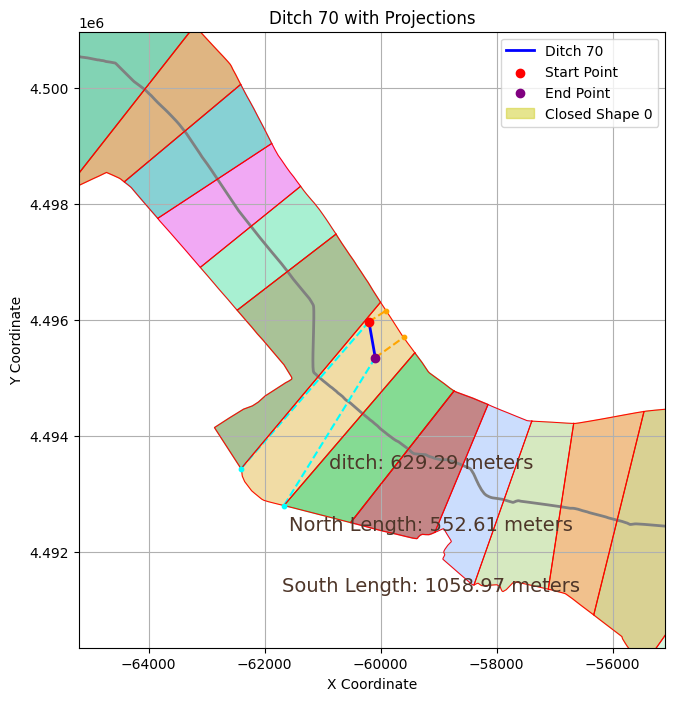 Ditch 70 with Projections
1e6
Ditch 70
Start Point
End Point
Closed Shape 0
4.500
4.498
4.496
4.494
4.492
Y Coordinate
ditch: 629.29 meters
North Length: 552.61 meters
South Length: 1058.97 meters
−64000
−62000
−60000
−58000
−56000
X Coordinate